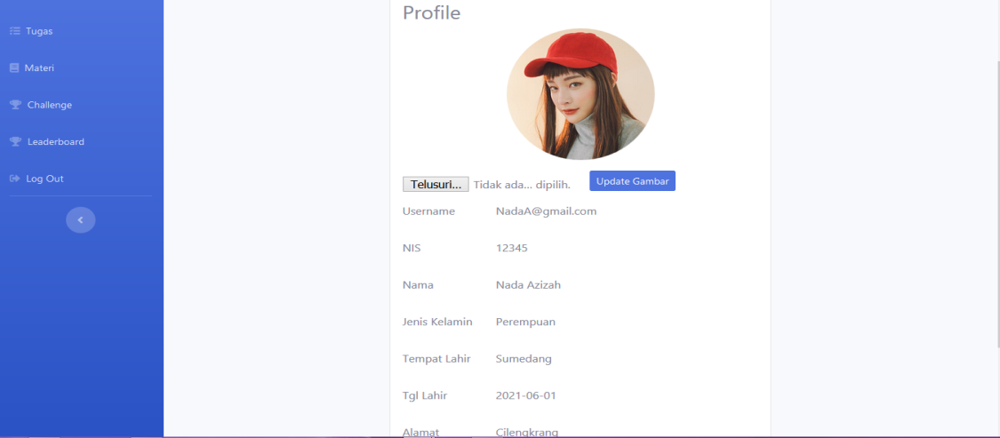 Tugas
Materi
Challenge
Leaderboard
Log Out
Profile
Telusuri... Tidak ada... dipilih. Update Gambar
Username NadaA@gmail.com
NIS 12345
Nama Nada Azizah
Jenis Kelamin Perempuan
Tempat Lahir Sumedang
Tgl Lahir 2021-06-01
Alamat Cilengkrang